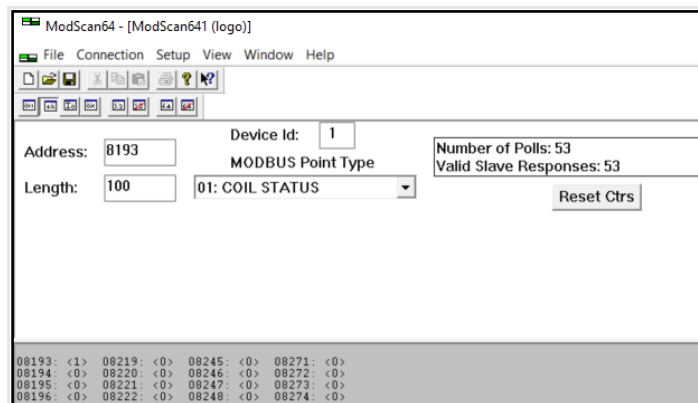 ModScan64 - [ModScan641 (logo)]
File Connection Setup View Window Help
Device Id: 1
Address: 8193
MODBUS Point Type
Number of Polls: 53
Valid Slave Responses: 53
Length: 100
01: COIL STATUS
Reset Ctrs
08193: <1> 08219: <0> 08245: <0> 08271: <0>
08194: <0> 08220: <0> 08246: <0> 08272: <0>
08195: <0> 08221: <0> 08247: <0> 08273: <0>
08196: <0> 08222: <0> 08248: <0> 08274: <0>